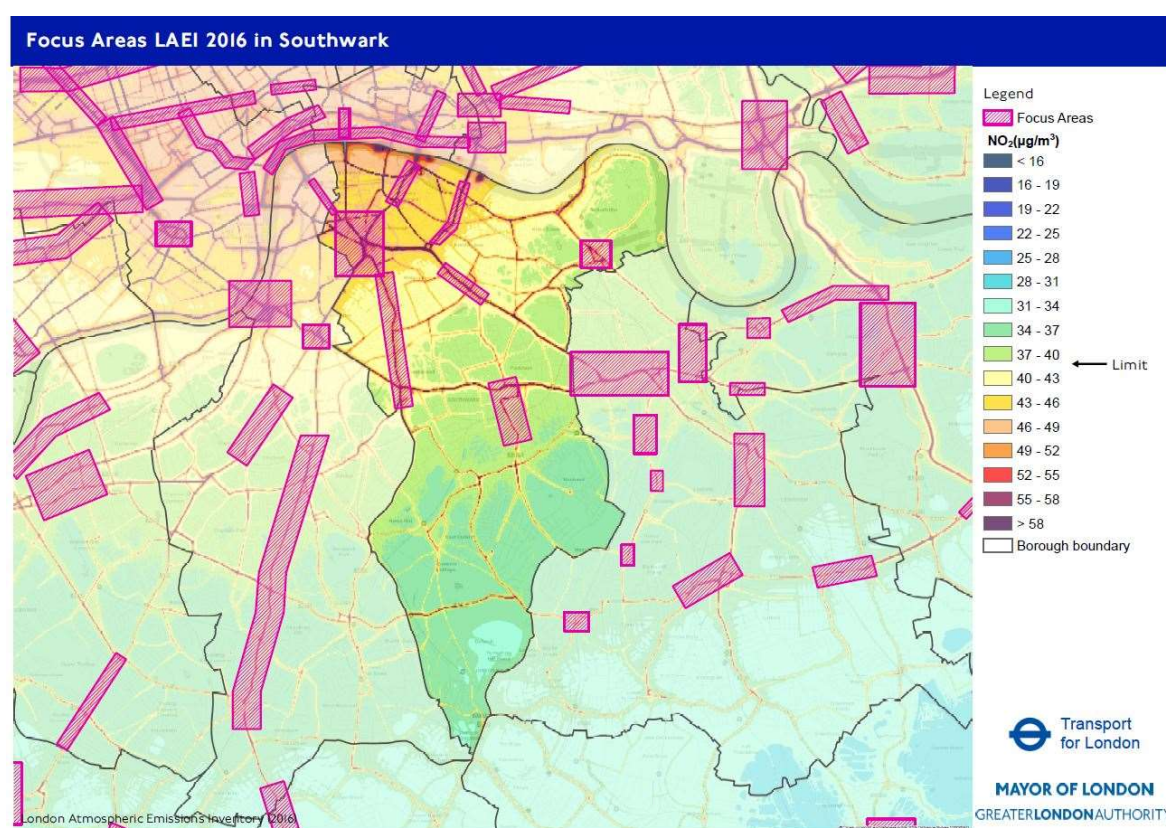 Focus Areas LAEI 2016 in Southwark
Legend
Focus Areas
NO₂(µg/m³)
< 16
16 - 19
19 - 22
22 - 25
25 - 28
28 - 31
31 - 34
34 - 37
37 - 40
Limit
40 - 43
43 - 46
46 - 49
49 - 52
52 - 55
55 - 58
> 58
Borough boundary
Transport
for London
MAYOR OF LONDON
GREATERLONDONAUTHORITY
London Atmospheric Emissions Inventory (2016)